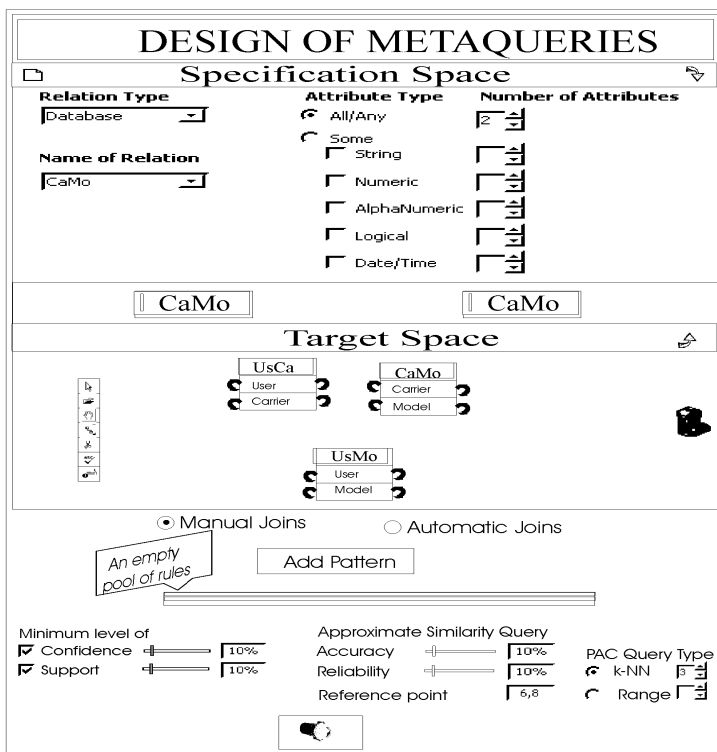 DESIGN OF METAQUERIES
Specification Space
Relation Type
Attribute Type
Number of Attributes
Database
All/Any
2
Some
Name of Relation
String
CaMo
Numeric
AlphaNumeric
Logical
Date/Time
CaMo
CaMo
Target Space
UsCa
User
Carrier
CaMo
Carrier
Model
UsMo
User
Model
Manual Joins
Automatic Joins
An empty
pool of rules
Add Pattern
Minimum level of
Confidence 10%
Support 10%
Approximate Similarity Query
Accuracy 10%
Reliability 10%
Reference point 6,8
PAC Query Type
k-NN 3
Range